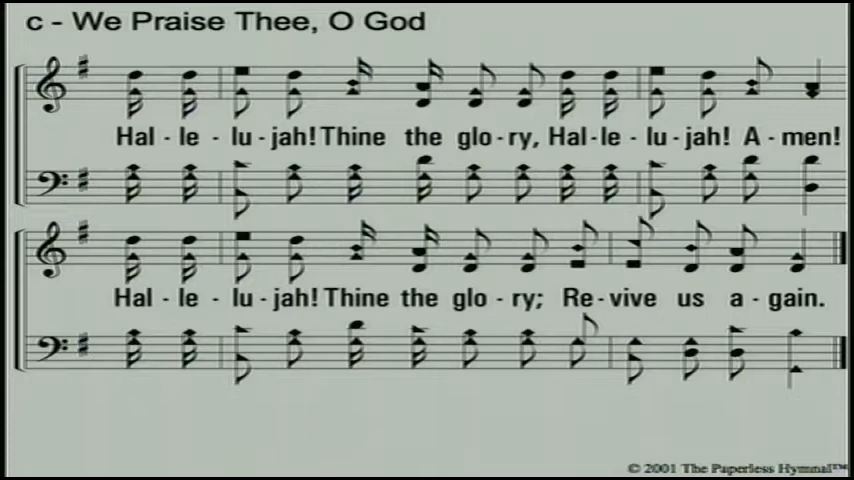 c - We Praise Thee, O God
Hal - le - lu - jah! Thine the glo - ry, Hal - le - lu - jah! A - men!
Hal - le - lu - jah! Thine the glo - ry; Re - vive us a - gain.
© 2001 The Paperless Hymnal™